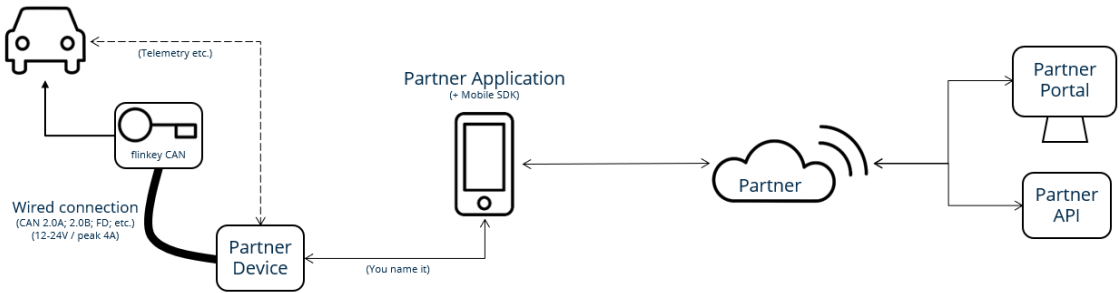 (Telemetry etc.)
Partner Application
(+ Mobile SDK)
Partner
Portal
flinkey CAN
Partner
Partner
API
Wired connection
(CAN 2.0A; 2.0B; FD; etc.)
(12-24V / peak 4A)
Partner
Device
(You name it)